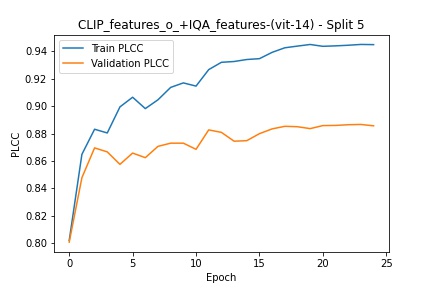 CLIP_features_o_+IQA_features-(vit-14) - Split 5
Train PLCC
Validation PLCC
PLCC
0.94
0.92
0.90
0.88
0.86
0.84
0.82
0.80
0 5 10 15 20 25
Epoch